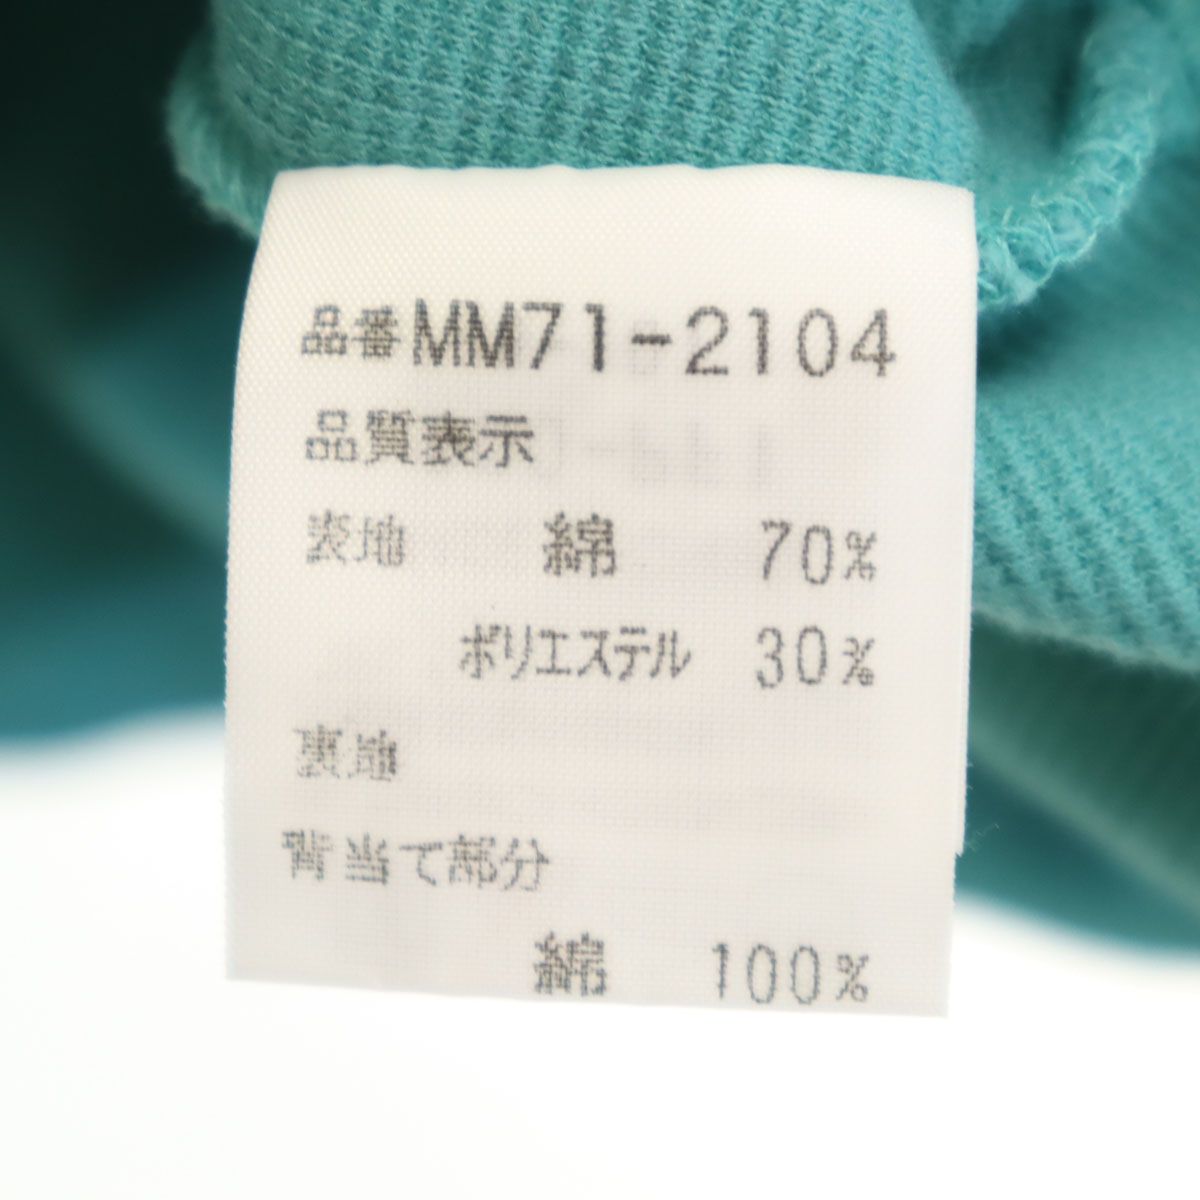 品番MM71-2104
品質表示
表地 綿 70%
ポリエステル 30%
裏地
背当て部分
綿 100%